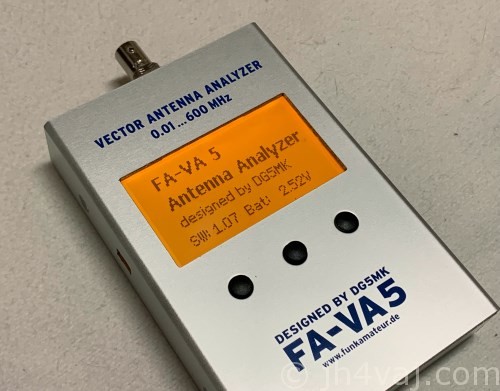 VECTOR ANTENNA ANALYZER
0.01 ... 600 MHz
FA-VA 5
Antenna Analyzer
designed by DG5MK
SW: 1.07 Bat: 2.52V
DESIGNED BY DG5MK
FA-VA5
www.funkamateur.de
© jh4vaj.com